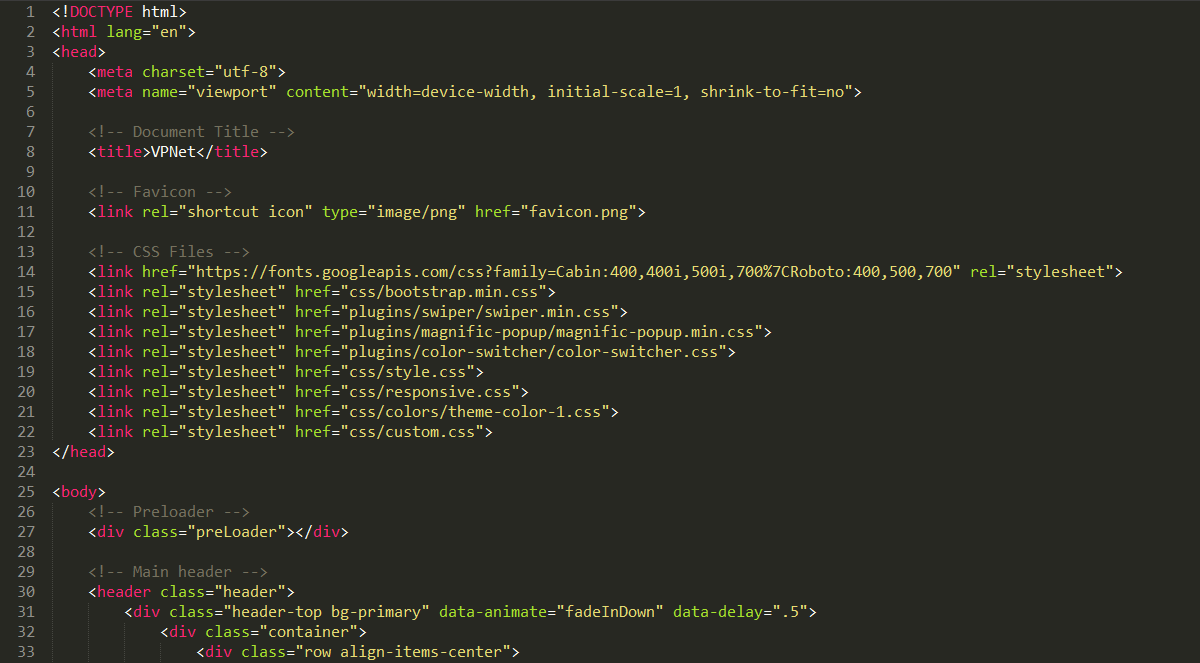 1 <!DOCTYPE html>
2 <html lang="en">
3 <head>
4     <meta charset="utf-8">
5     <meta name="viewport" content="width=device-width, initial-scale=1, shrink-to-fit=no">
6
7     <!-- Document Title -->
8     <title>VPNet</title>
9
10     <!-- Favicon -->
11     <link rel="shortcut icon" type="image/png" href="favicon.png">
12
13     <!-- CSS Files -->
14     <link href="https://fonts.googleapis.com/css?family=Cabin:400,400i,500i,700%7CRoboto:400,500,700" rel="stylesheet">
15     <link rel="stylesheet" href="css/bootstrap.min.css">
16     <link rel="stylesheet" href="plugins/swiper/swiper.min.css">
17     <link rel="stylesheet" href="plugins/magnific-popup/magnific-popup.min.css">
18     <link rel="stylesheet" href="plugins/color-switcher/color-switcher.css">
19     <link rel="stylesheet" href="css/style.css">
20     <link rel="stylesheet" href="css/responsive.css">
21     <link rel="stylesheet" href="css/colors/theme-color-1.css">
22     <link rel="stylesheet" href="css/custom.css">
23 </head>
24
25 <body>
26     <!-- Preloader -->
27     <div class="preLoader"></div>
28
29     <!-- Main header -->
30     <header class="header">
31         <div class="header-top bg-primary" data-animate="fadeInDown" data-delay=".5">
32             <div class="container">
33                 <div class="row align-items-center">